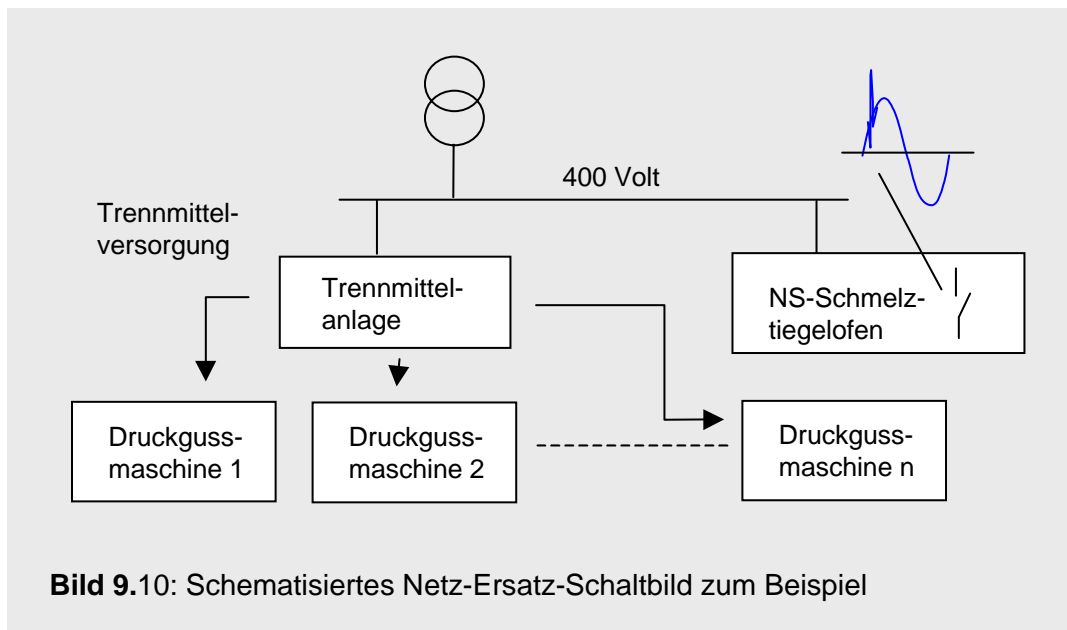 400 Volt
Trennmittel-
versorgung
Trennmittel-
anlage
NS-Schmelz-
tiegelofen
Druckguss-
maschine 1
Druckguss-
maschine 2
Druckguss-
maschine n
Bild 9.10: Schematisiertes Netz-Ersatz-Schaltbild zum Beispiel